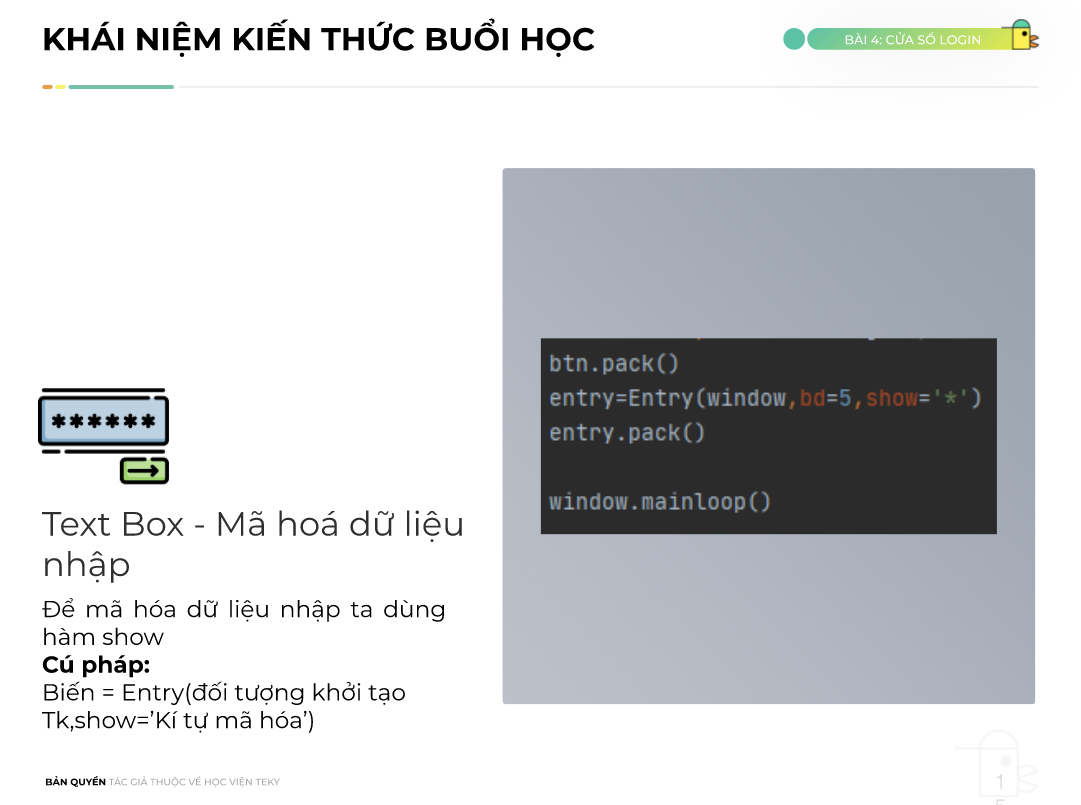 KHÁI NIỆM KIẾN THỨC BUỔI HỌC
BÀI 4: CỬA SỔ LOGIN
btn.pack()
entry=Entry(window,bd=5,show='*')
entry.pack()
window.mainloop()
******
Text Box - Mã hoá dữ liệu
nhập
Để mã hóa dữ liệu nhập ta dùng
hàm show
Cú pháp:
Biến = Entry(đối tượng khởi tạo
Tk,show=’Kí tự mã hóa’)
BẢN QUYỀN TÁC GIẢ THUỘC VỀ HỌC VIỆN TEKY
1